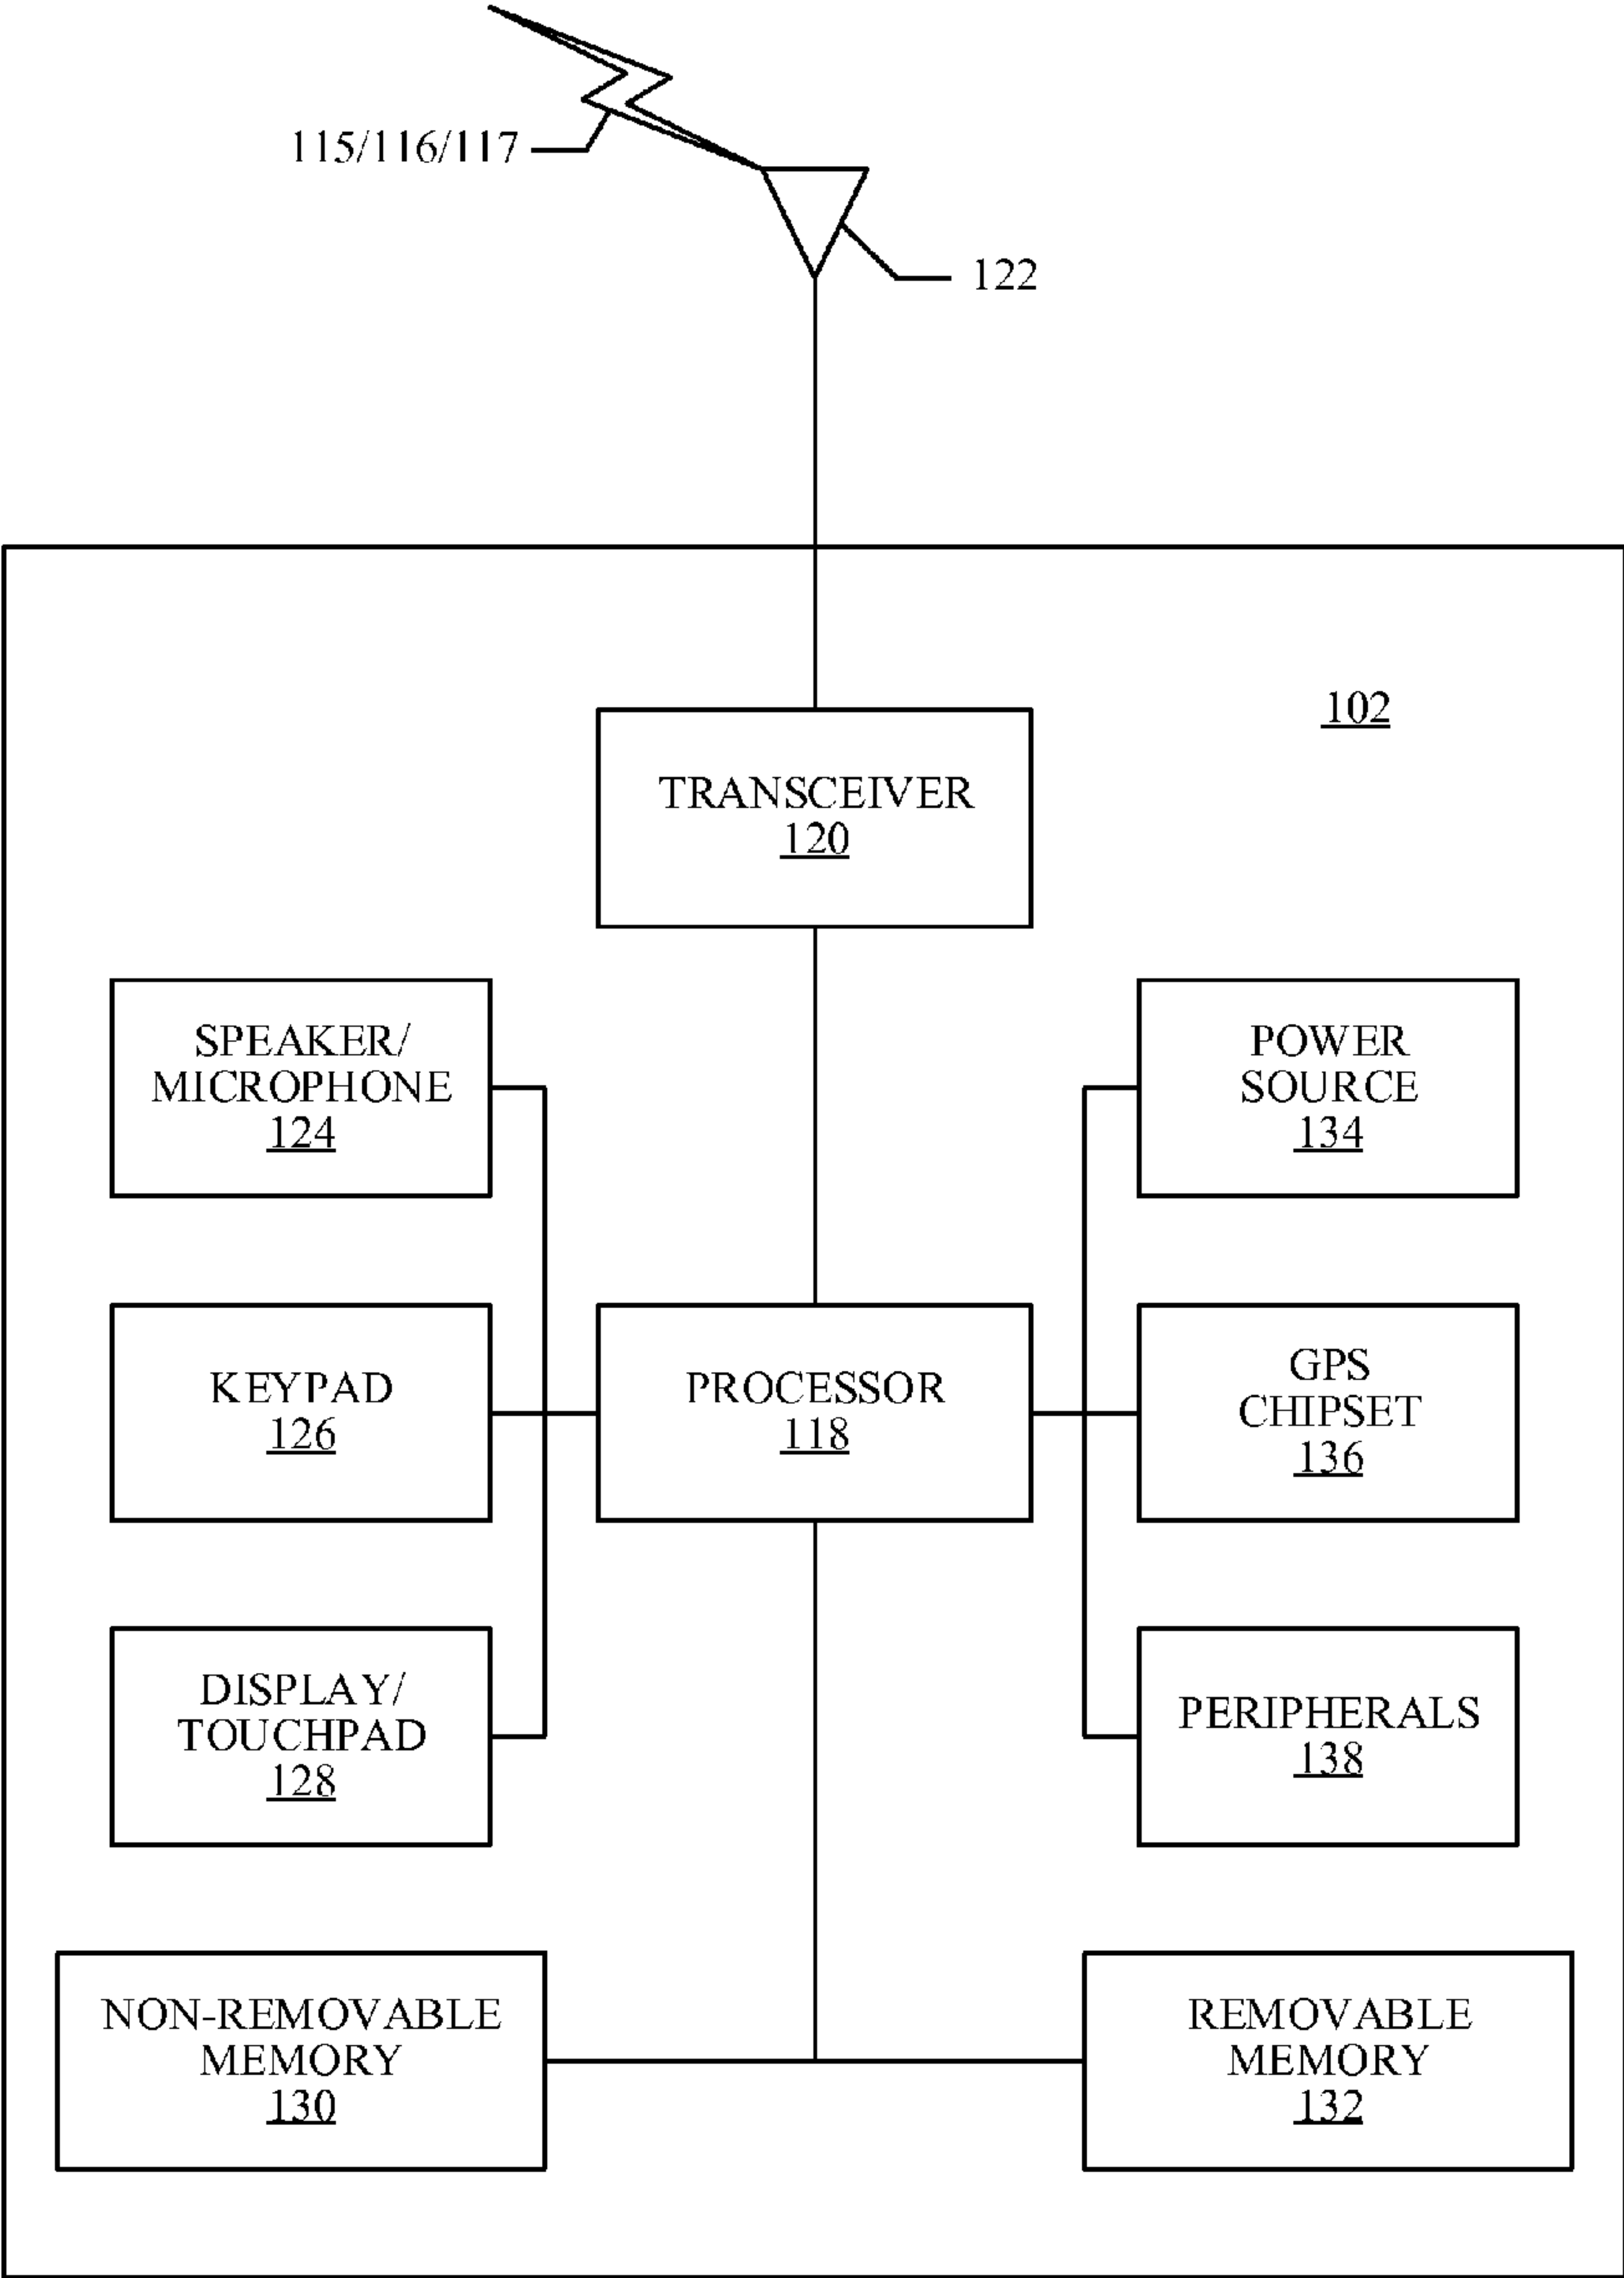 115/116/117
122
102
TRANSCEIVER
120
SPEAKER/
MICROPHONE
124
POWER
SOURCE
134
KEYPAD
126
PROCESSOR
118
GPS
CHIPSET
136
DISPLAY/
TOUCHPAD
128
PERIPHERALS
138
NON-REMOVABLE
MEMORY
130
REMOVABLE
MEMORY
132